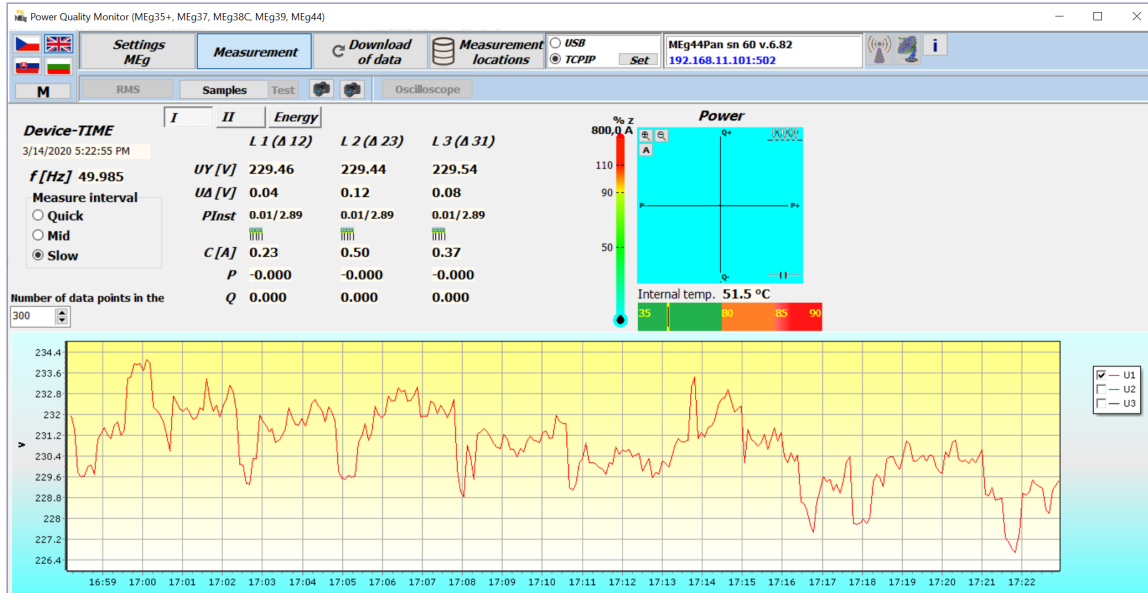 Power Quality Monitor (MEg35+, MEg37, MEg38C, MEg39, MEg44)
Settings MEg
Measurement
Download of data
Measurement locations
USB
TCPIP
Set
MEg44Pan sn 60 v.6.82
192.168.11.101:502
i
M
RMS
Samples
Test
Oscilloscope
I II Energy
Device-TIME
3/14/2020 5:22:55 PM
f [Hz] 49.985
Measure interval
Quick
Mid
Slow
Number of data points in the
300
L 1 (Δ 12) L 2 (Δ 23) L 3 (Δ 31)
UY [V] 229.46 229.44 229.54
UΔ [V] 0.04 0.12 0.08
PInst 0.01/2.89 0.01/2.89 0.01/2.89
C [A] 0.23 0.50 0.37
P -0.000 -0.000 -0.000
Q 0.000 0.000 0.000
% z
800,0 A
110
90
50
Power
A
Q+
P- P+
Q-
Internal temp. 51.5 °C
35 80 85 90
234.4
233.6
232.8
232
231.2
230.4
229.6
228.8
228
227.2
226.4
V
16:59 17:00 17:01 17:02 17:03 17:04 17:05 17:06 17:07 17:08 17:09 17:10 17:11 17:12 17:13 17:14 17:15 17:16 17:17 17:18 17:19 17:20 17:21 17:22
U1
U2
U3